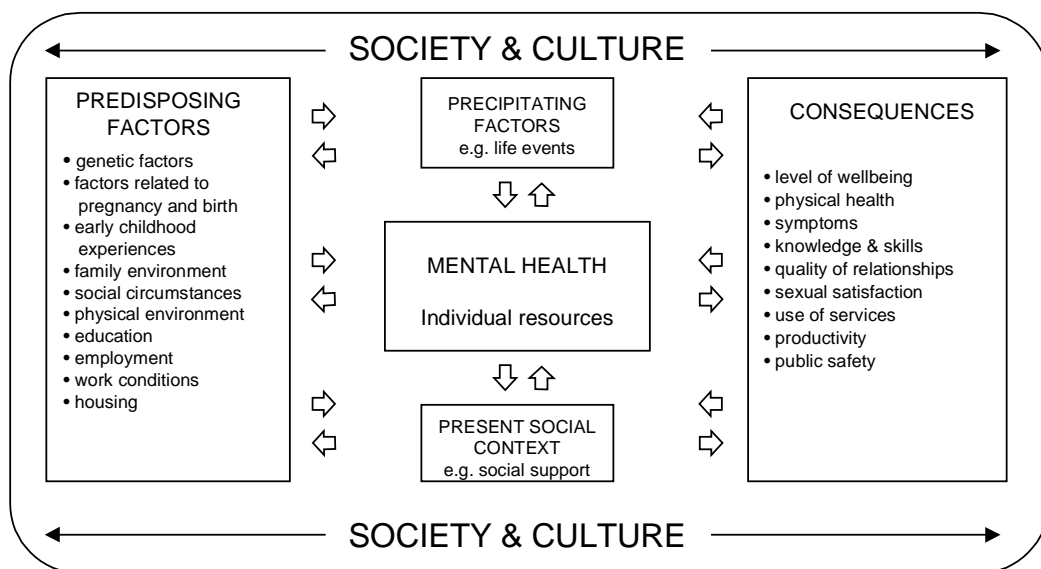 SOCIETY & CULTURE
PREDISPOSING
FACTORS
• genetic factors
• factors related to
pregnancy and birth
• early childhood
experiences
• family environment
• social circumstances
• physical environment
• education
• employment
• work conditions
• housing
PRECIPITATING
FACTORS
e.g. life events
MENTAL HEALTH
Individual resources
PRESENT SOCIAL
CONTEXT
e.g. social support
CONSEQUENCES
• level of wellbeing
• physical health
• symptoms
• knowledge & skills
• quality of relationships
• sexual satisfaction
• use of services
• productivity
• public safety
SOCIETY & CULTURE